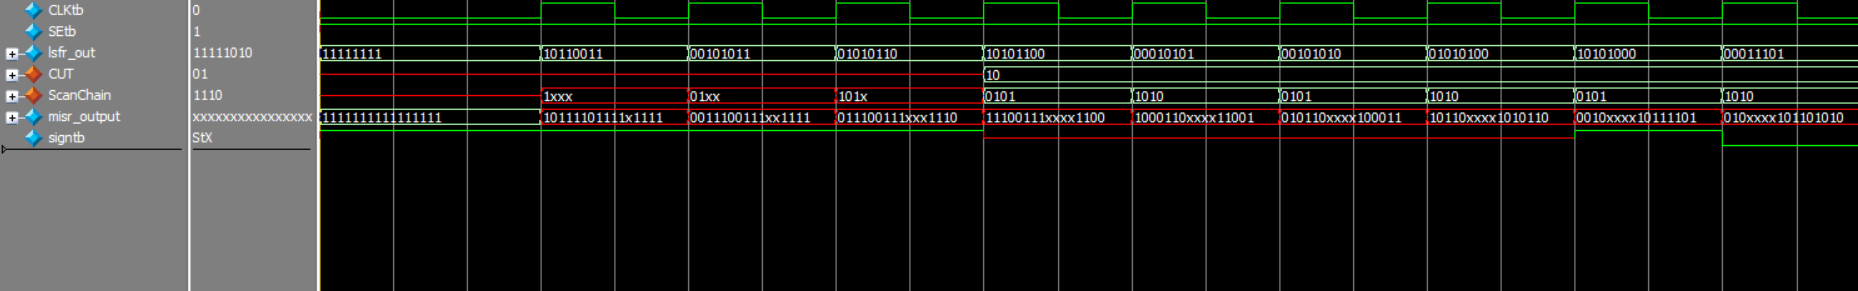 CLKtb 0
SEtb 1
lsfr_out 11111010 11111111 10110011 00101011 01010110 10101100 00010101 00101010 01010100 10101000 00011101
CUT 01 10
ScanChain 1110 1xxx 01xx 101x 0101 1010 0101 1010 0101 1010
misr_output xxxxxxxxxxxxxxxx 1111111111111111 10111101111x1111 0011100111xx1111 011100111xxx1110 11100111xxxx1100 1000110xxxx11001 010110xxxx100011 10110xxxx1010110 0010xxxx10111101 010xxxx101101010
signtb StX